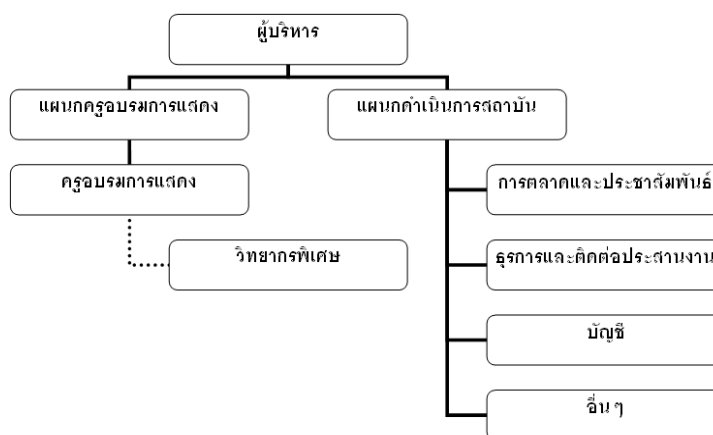 ผู้บริหาร
แผนกครูอบรมการแสดง
แผนกดำเนินการสถาบัน
ครูอบรมการแสดง
การตลาดและประชาสัมพันธ์
วิทยากรพิเศษ
ธุรการและติดต่อประสานงาน
บัญชี
อื่น ๆ